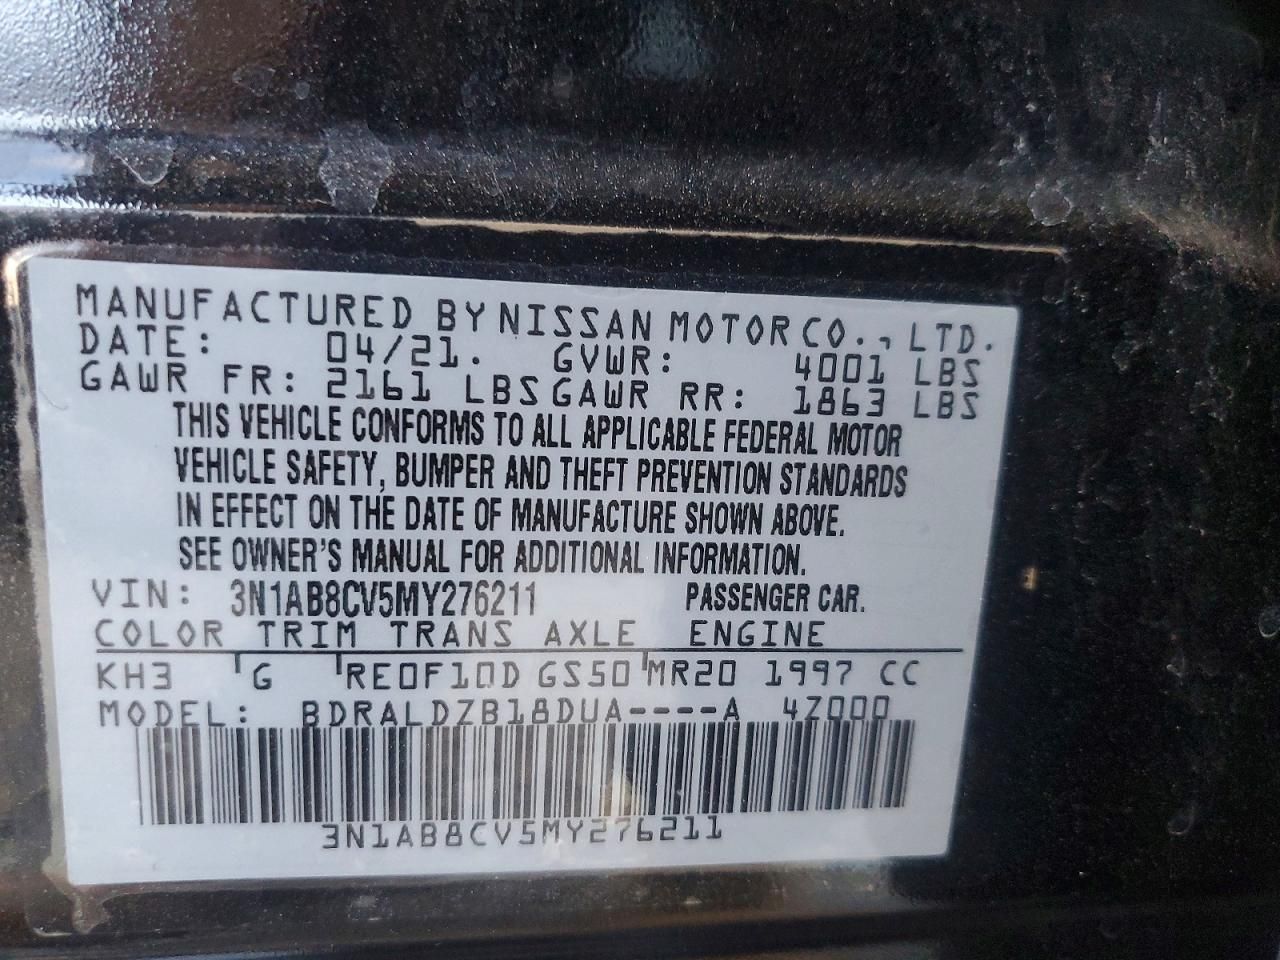 MANUFACTURED BY NISSAN MOTOR CO., LTD.
DATE: 04/21. GVWR: 4001 LBS
GAWR FR: 2161 LBS GAWR RR: 1863 LBS
THIS VEHICLE CONFORMS TO ALL APPLICABLE FEDERAL MOTOR
VEHICLE SAFETY, BUMPER AND THEFT PREVENTION STANDARDS
IN EFFECT ON THE DATE OF MANUFACTURE SHOWN ABOVE.
SEE OWNER'S MANUAL FOR ADDITIONAL INFORMATION.
VIN: 3N1AB8CV5MY276211 PASSENGER CAR.
COLOR TRIM TRANS AXLE ENGINE
KH3 G RE0F10D GS50 MR20 1997 CC
MODEL: BDRALDZB18DUA----A 4Z000
3N1AB8CV5MY276211